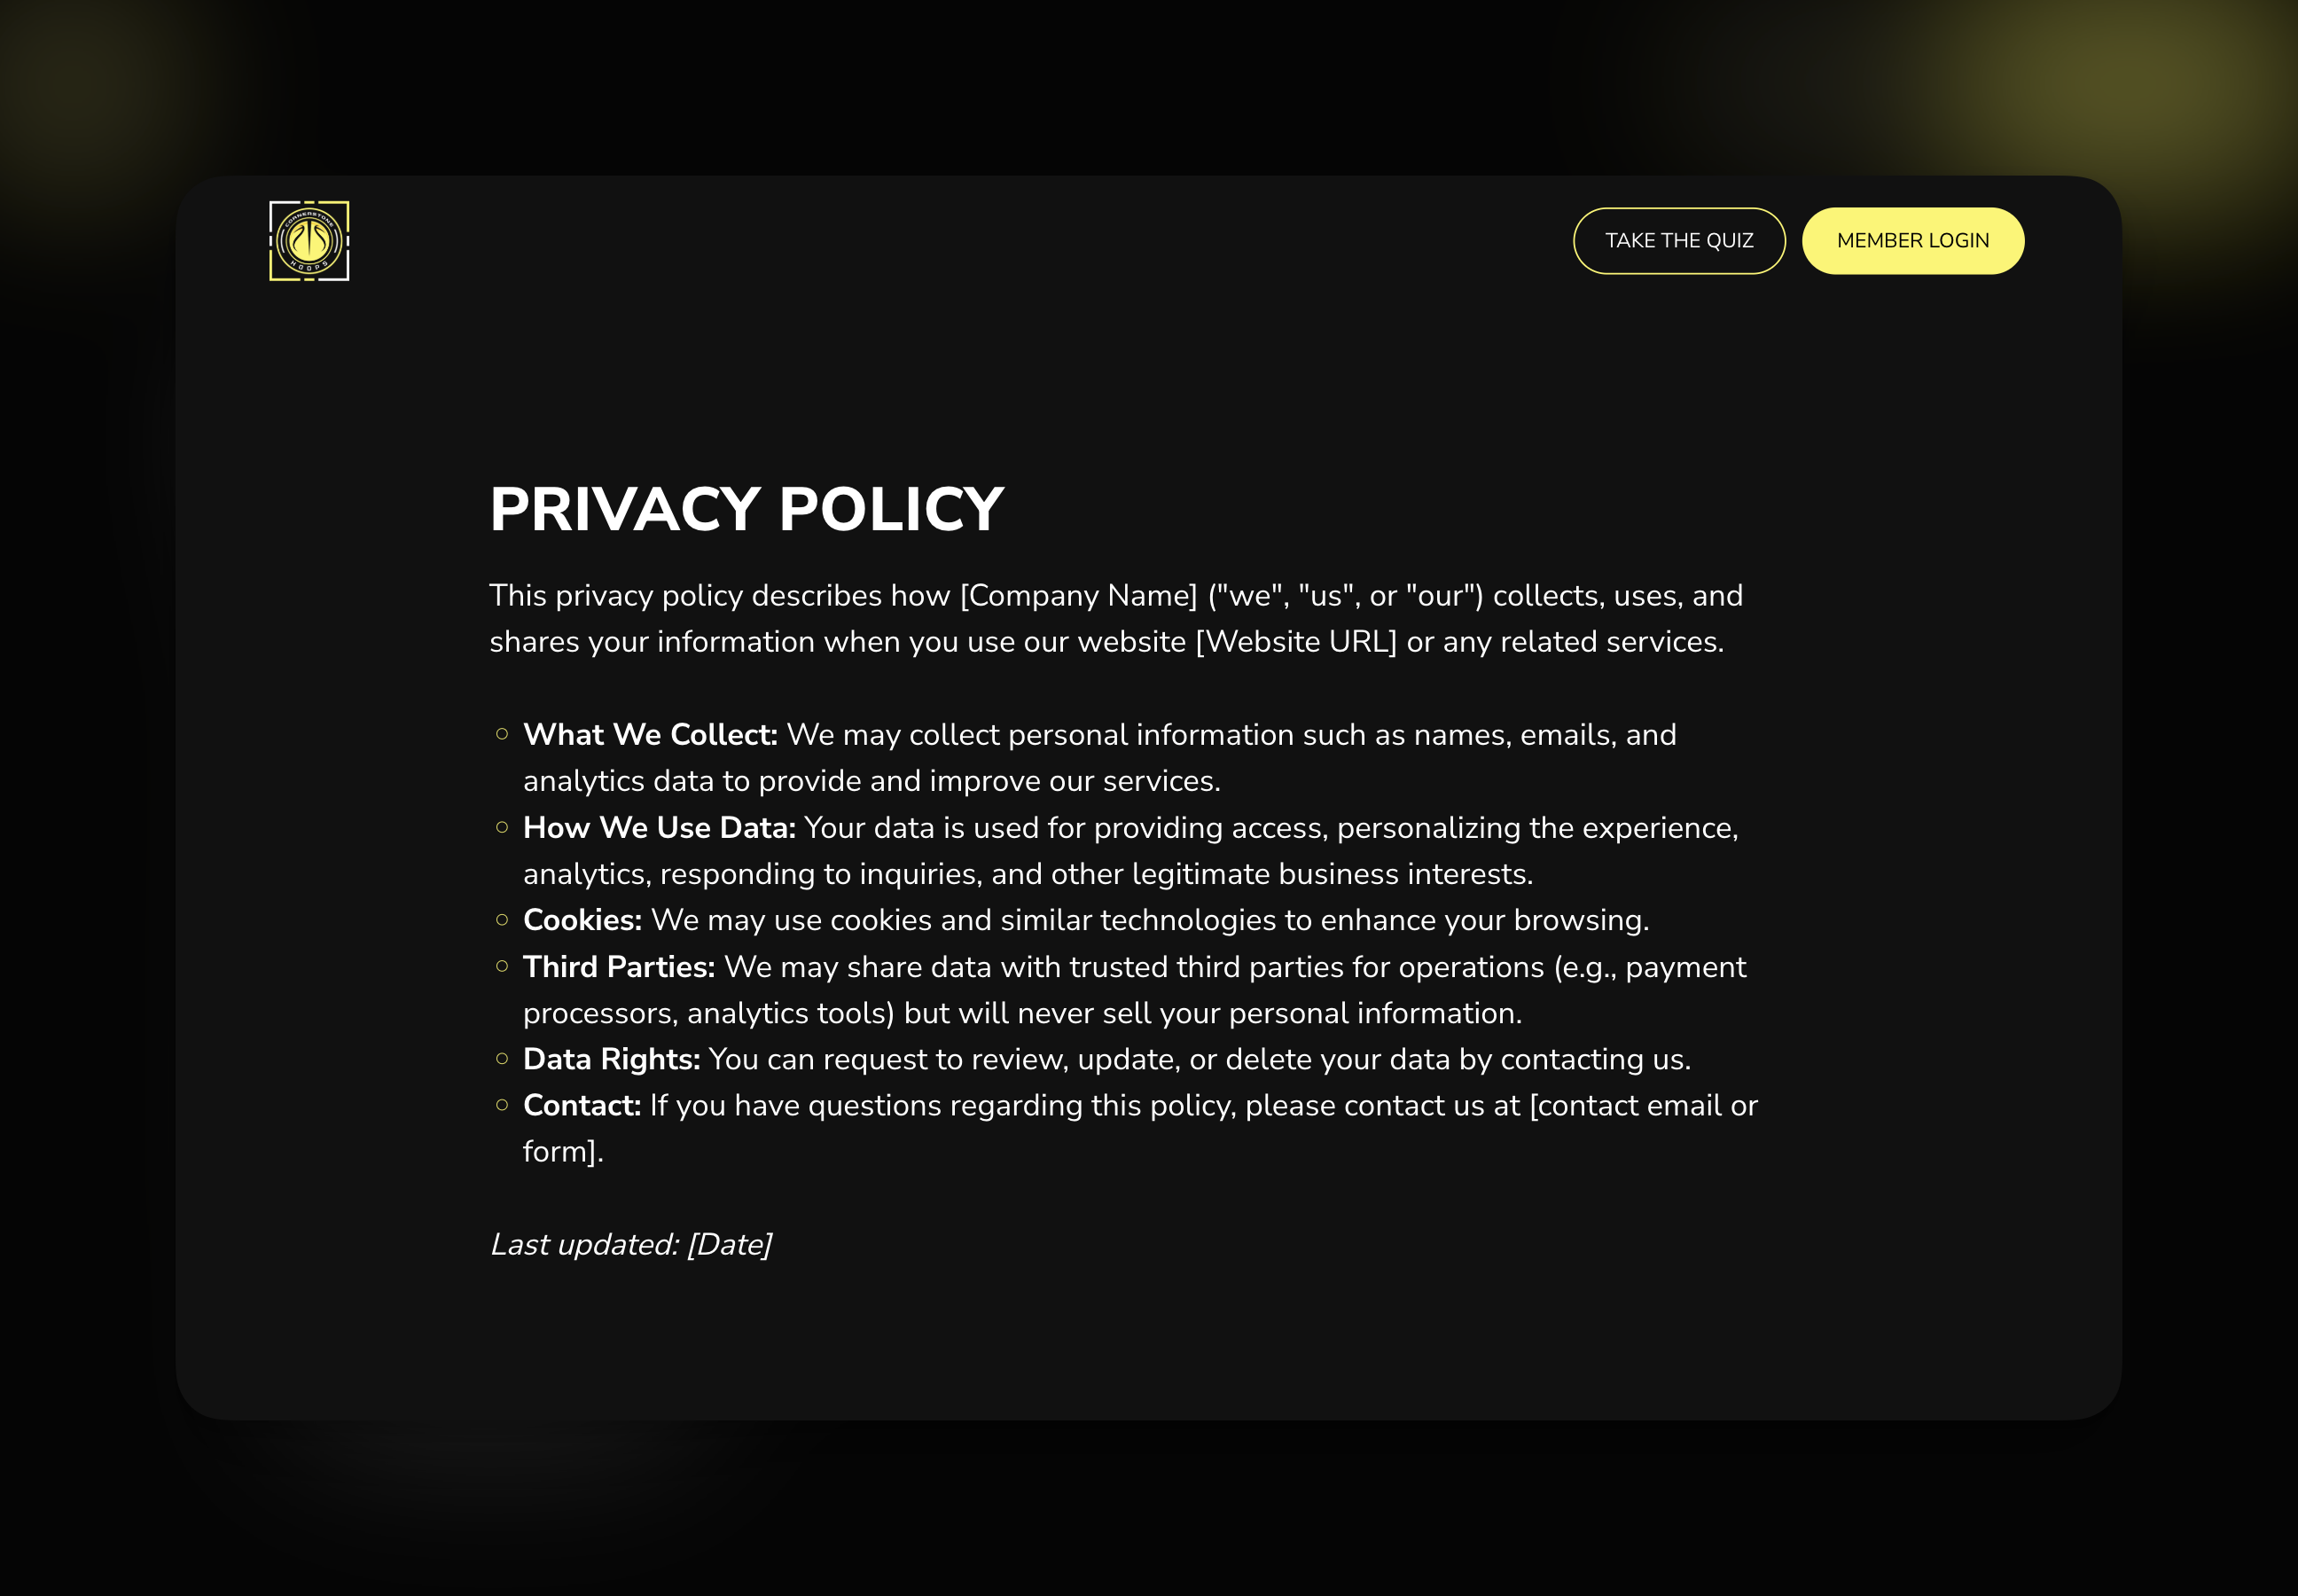 CORNERSTONE
HOOPS
TAKE THE QUIZ
MEMBER LOGIN
PRIVACY POLICY
This privacy policy describes how [Company Name] ("we", "us", or "our") collects, uses, and
shares your information when you use our website [Website URL] or any related services.
What We Collect: We may collect personal information such as names, emails, and
analytics data to provide and improve our services.
How We Use Data: Your data is used for providing access, personalizing the experience,
analytics, responding to inquiries, and other legitimate business interests.
Cookies: We may use cookies and similar technologies to enhance your browsing.
Third Parties: We may share data with trusted third parties for operations (e.g., payment
processors, analytics tools) but will never sell your personal information.
Data Rights: You can request to review, update, or delete your data by contacting us.
Contact: If you have questions regarding this policy, please contact us at [contact email or
form].
Last updated: [Date]